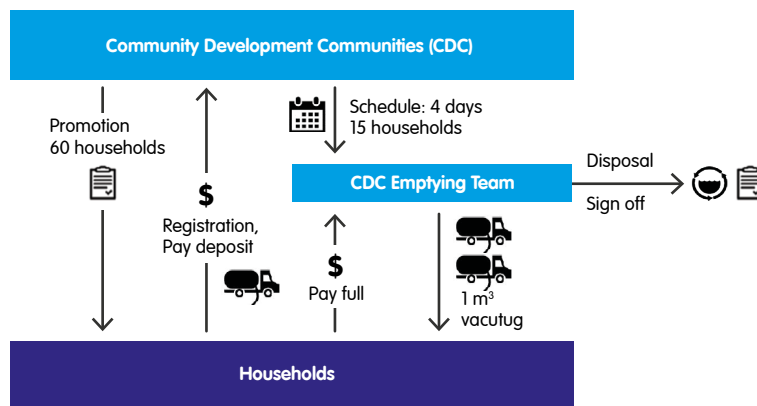 Community Development Communities (CDC)
Promotion
60 households
$
Registration,
Pay deposit
Schedule: 4 days
15 households
CDC Emptying Team
Disposal
Sign off
$
Pay full
1 m³
vacutug
Households